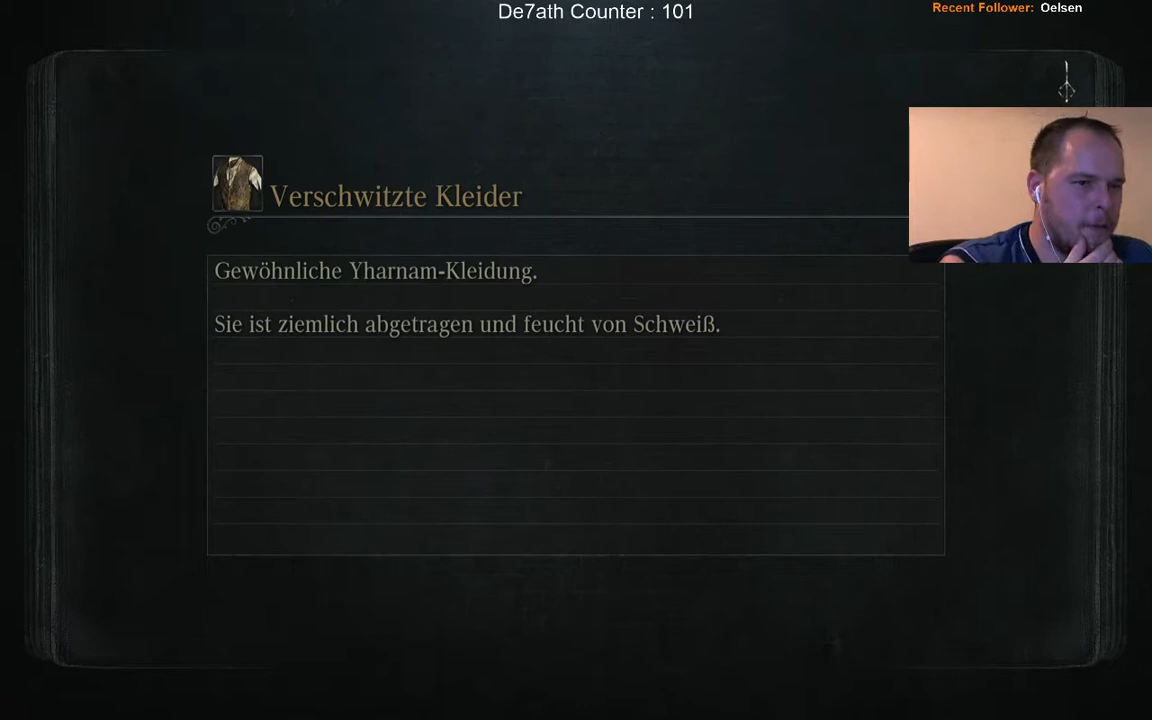 De7ath Counter : 101
Recent Follower: Oelsen
Verschwitzte Kleider
Gewöhnliche Yharnam-Kleidung.
Sie ist ziemlich abgetragen und feucht von Schweiß.